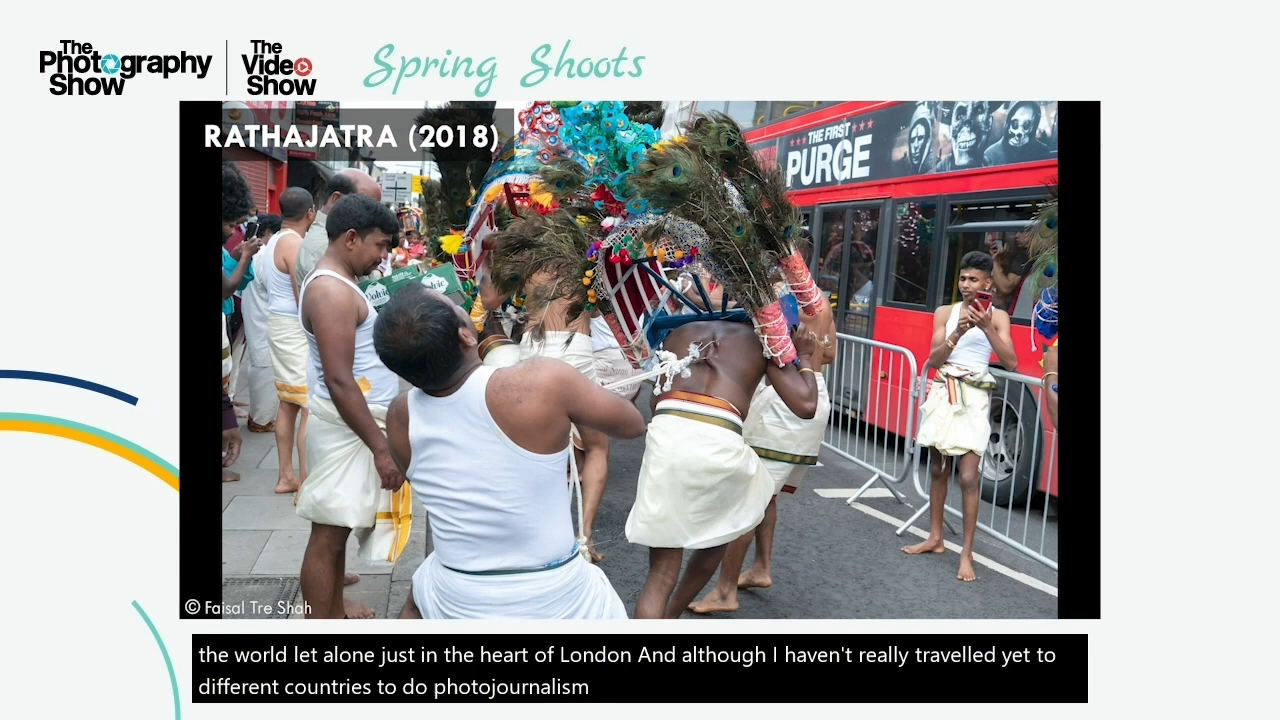 The
Photography
Show
The
Video
Show
Spring Shoots
RATHAJATRA (2018)
THE FIRST
PURGE
Volvic
© Faisal Tre Shah
the world let alone just in the heart of London And although I haven't really travelled yet to
different countries to do photojournalism